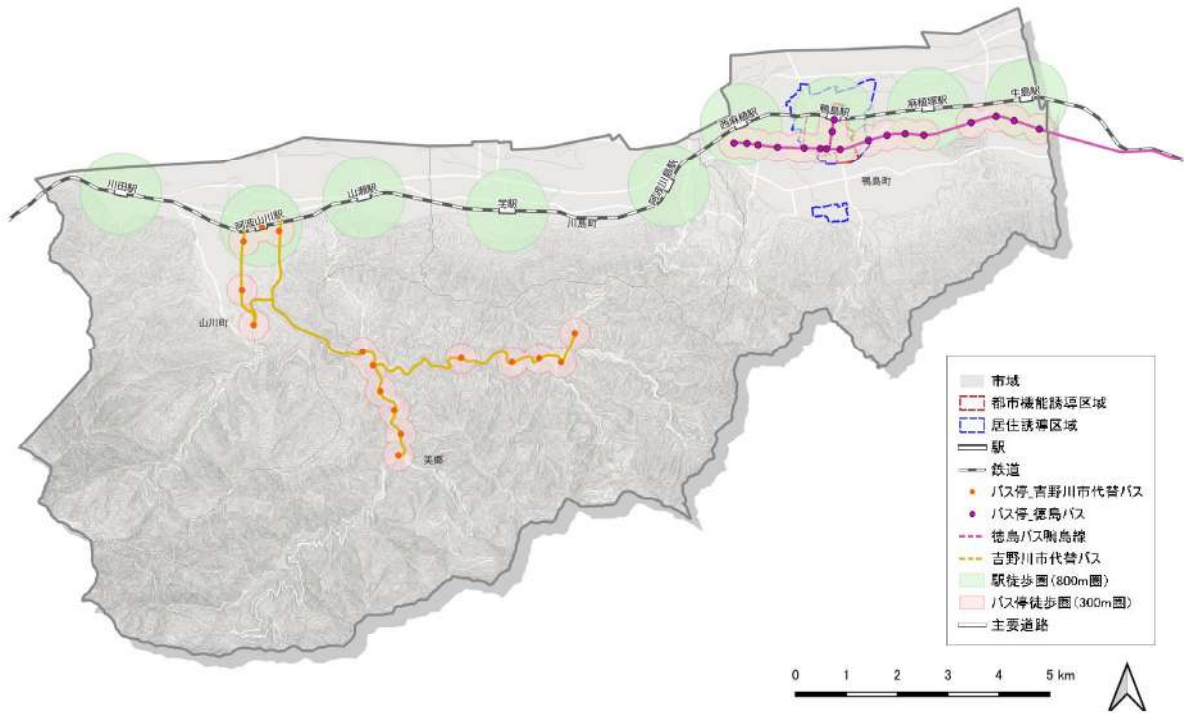 牛島駅
麻植塚駅
鴨島駅
西麻植駅
鴨島町
阿波川島駅
川島町
学駅
山瀬駅
川田駅
阿波山川駅
山川町
美郷
市域
都市機能誘導区域
居住誘導区域
駅
鉄道
バス停_吉野川市代替バス
バス停_徳島バス
徳島バス鴨島線
吉野川市代替バス
駅徒歩圏(800m圏)
バス停徒歩圏(300m圏)
主要道路
0 1 2 3 4 5 km